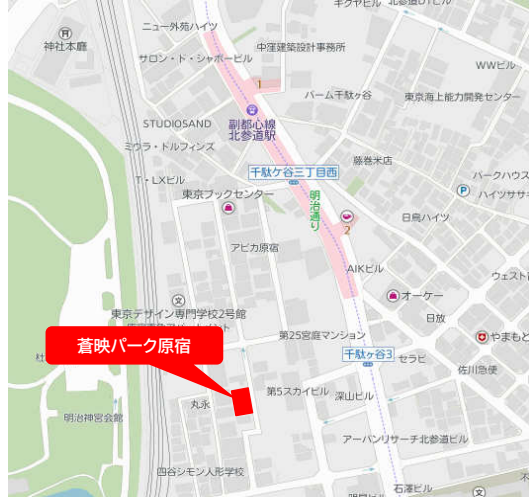 ギクヤビル
北参道DTビル
ニュー外苑ハイツ
神社本庁
中窪建築設計事務所
サロン・ド・シャポービル
WWビル
1
パーム千駄ヶ谷
東京海上能力開発センター
STUDIOSAND
副都心線
北参道駅
ミウラ・ドルフィンズ
藤巻米店
千駄ケ谷三丁目西
T・LXビル
パークハウス
東京ブックセンター
明治通り
P
ハイツササキ
日鳥ハイツ
2
アビカ原宿
AIKビル
ウェスト
文
オーケー
東京デザイン専門学校2号館
日放
第25宮庭マンション
やまもと
蒼映パーク原宿
千駄ヶ谷3
セラビ
佐川急便
第5スカイビル
深山ビル
丸永
明治神宮会館
アーバンリサーチ北参道ビル
四谷シモン人形学校
石澤ビル
文